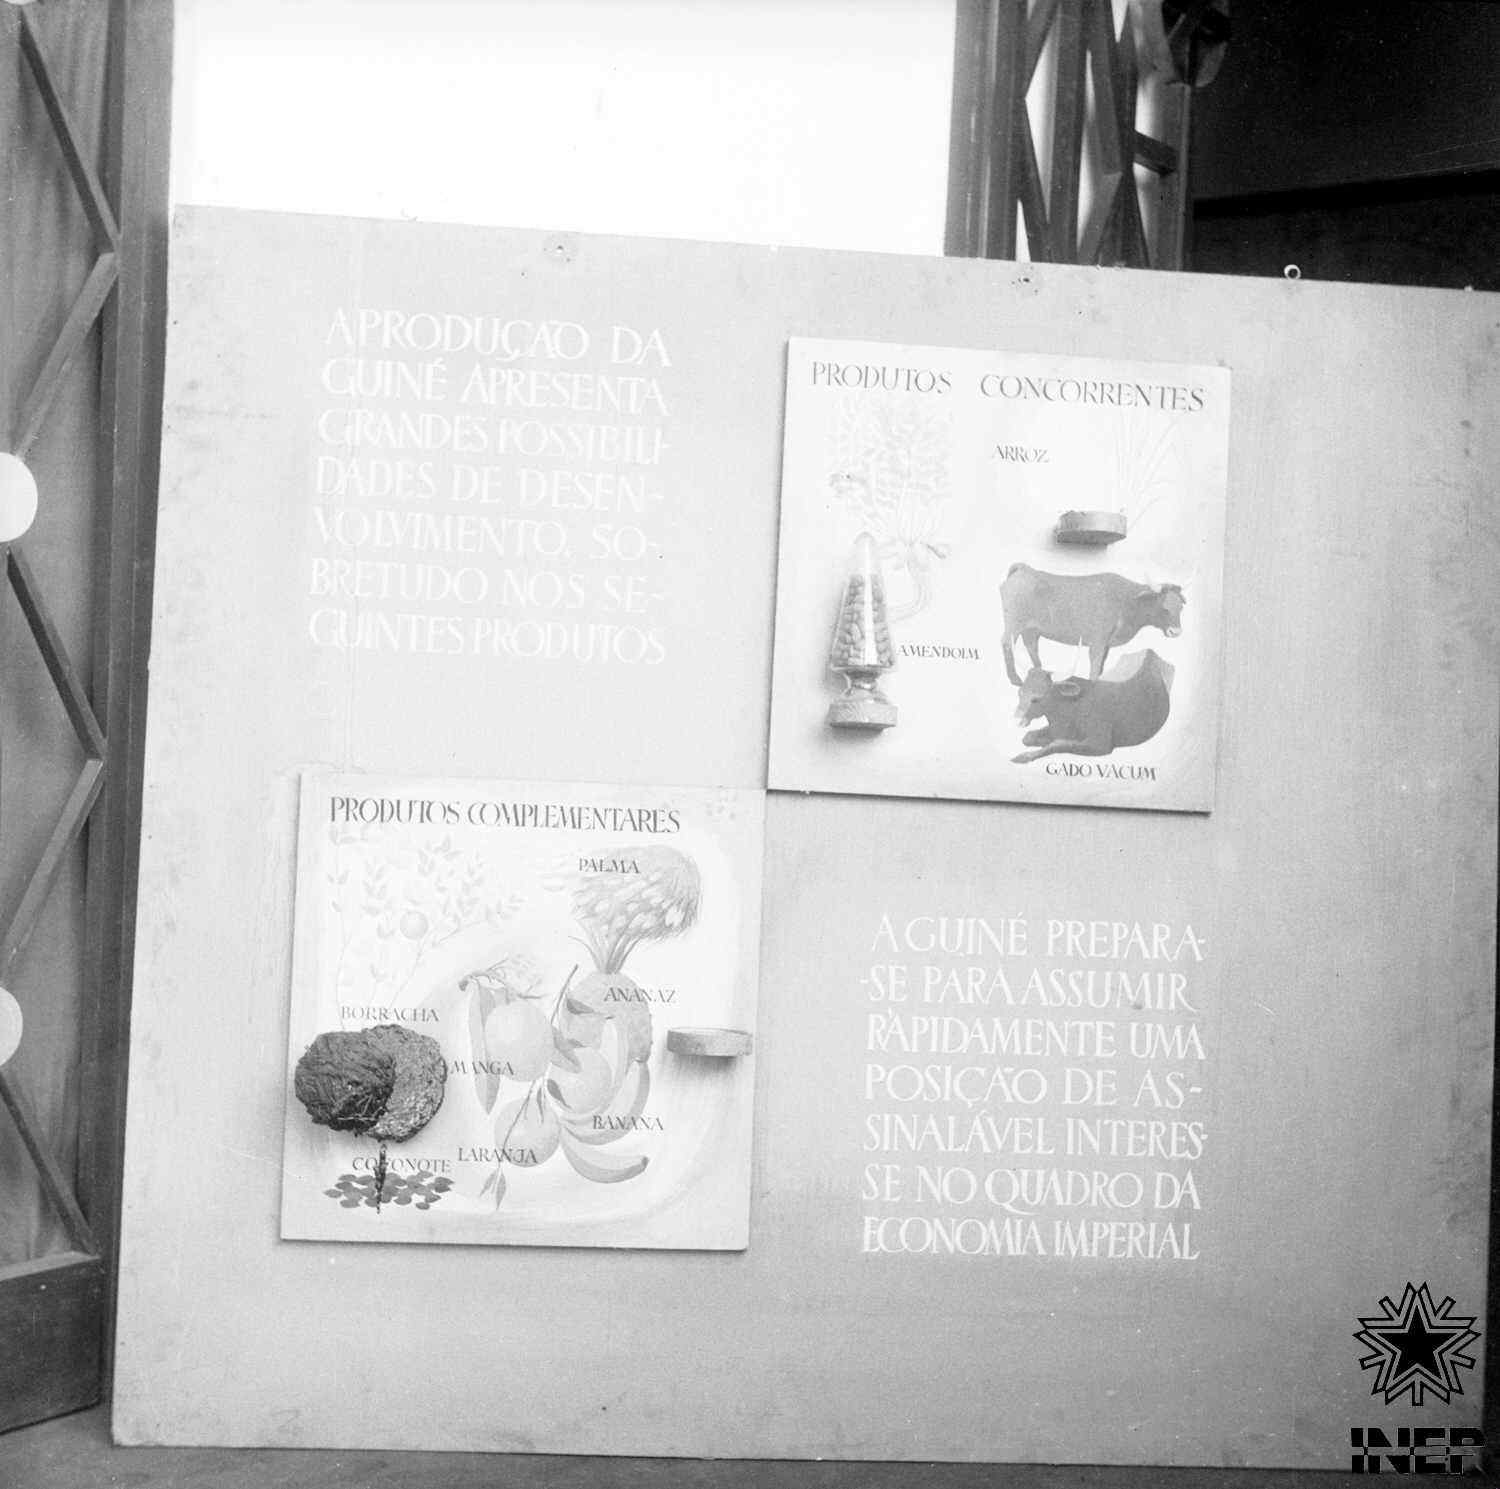 A PRODUÇÃO DA
GUINÉ APRESENTA
GRANDES POSSIBILI-
DADES DE DESEN-
VOLVIMENTO, SO-
BRETUDO NOS SE-
GUINTES PRODUTOS
PRODUTOS CONCORRENTES
ARROZ
AMENDOIM
GADO VACUM
PRODUTOS COMPLEMENTARES
PALMA
ANANAZ
BORRACHA
MANGA
BANANA
LARANJA
COCONOTE
A GUINÉ PREPARA-
-SE PARA ASSUMIR
RÀPIDAMENTE UMA
POSIÇÃO DE AS-
SINALÁVEL INTERES-
SE NO QUADRO DA
ECONOMIA IMPERIAL
INEP